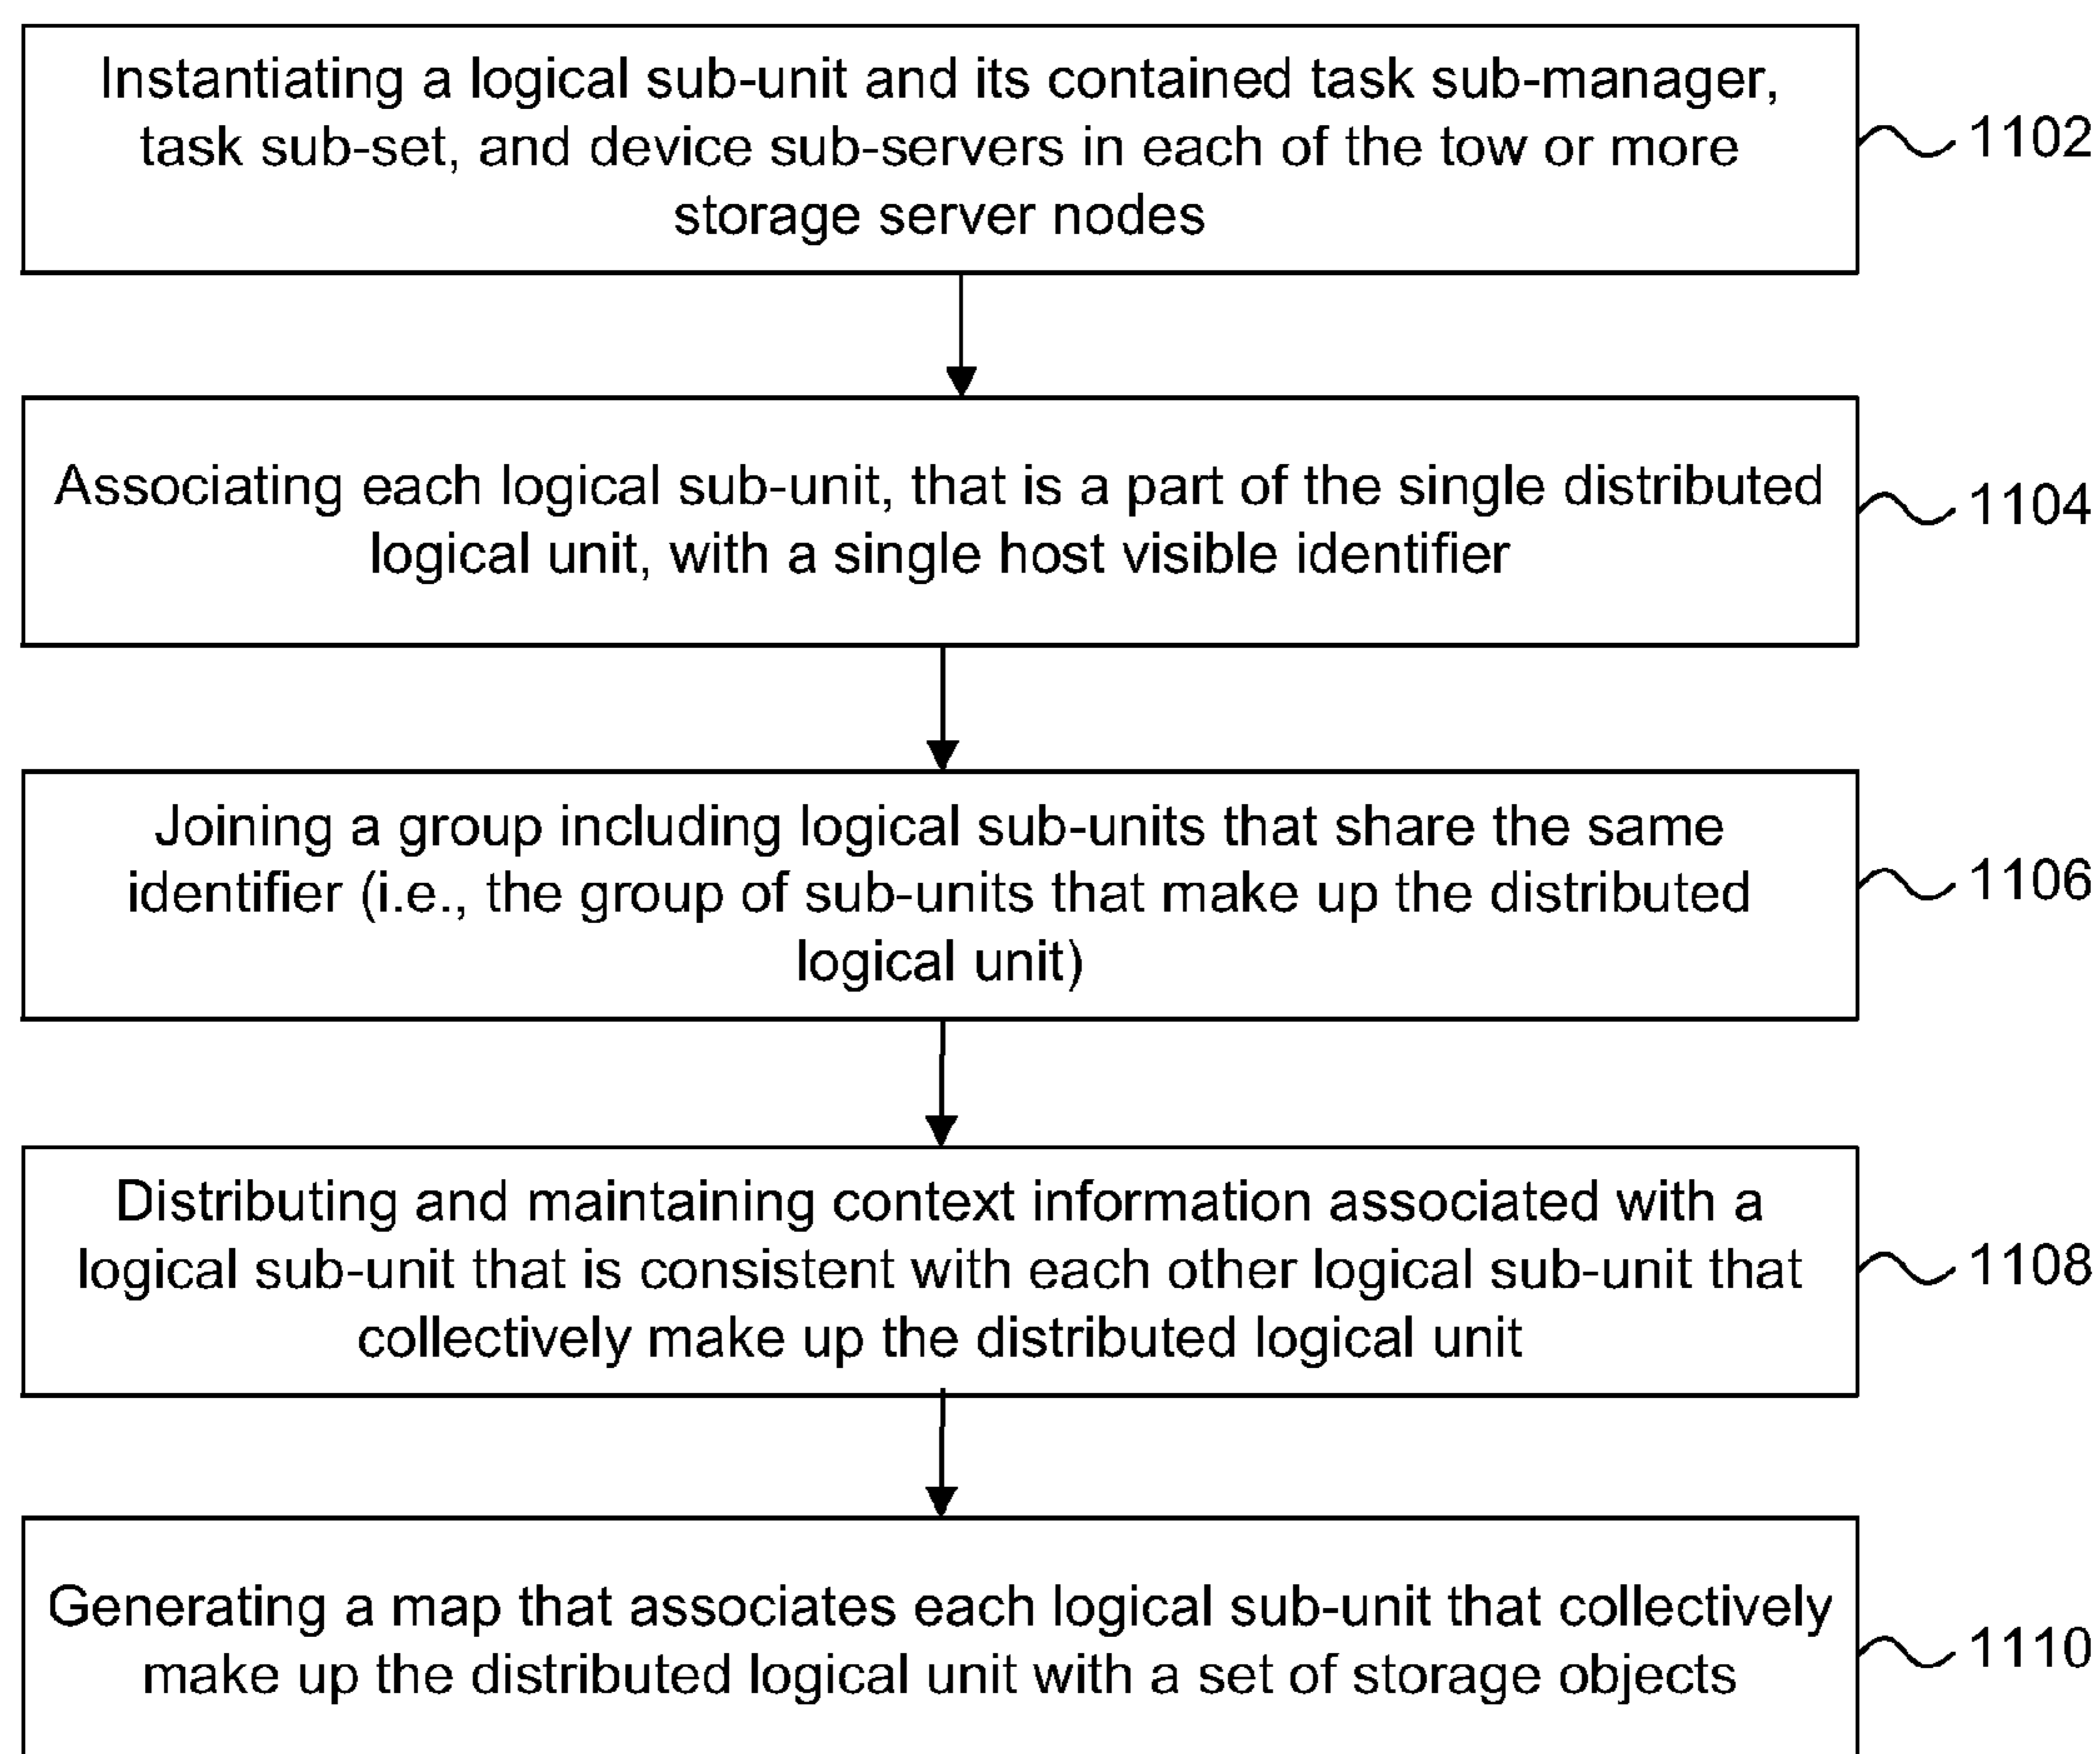 Instantiating a logical sub-unit and its contained task sub-manager,
task sub-set, and device sub-servers in each of the tow or more
storage server nodes
1102
Associating each logical sub-unit, that is a part of the single distributed
logical unit, with a single host visible identifier
1104
Joining a group including logical sub-units that share the same
identifier (i.e., the group of sub-units that make up the distributed
logical unit)
1106
Distributing and maintaining context information associated with a
logical sub-unit that is consistent with each other logical sub-unit that
collectively make up the distributed logical unit
1108
Generating a map that associates each logical sub-unit that collectively
make up the distributed logical unit with a set of storage objects
1110